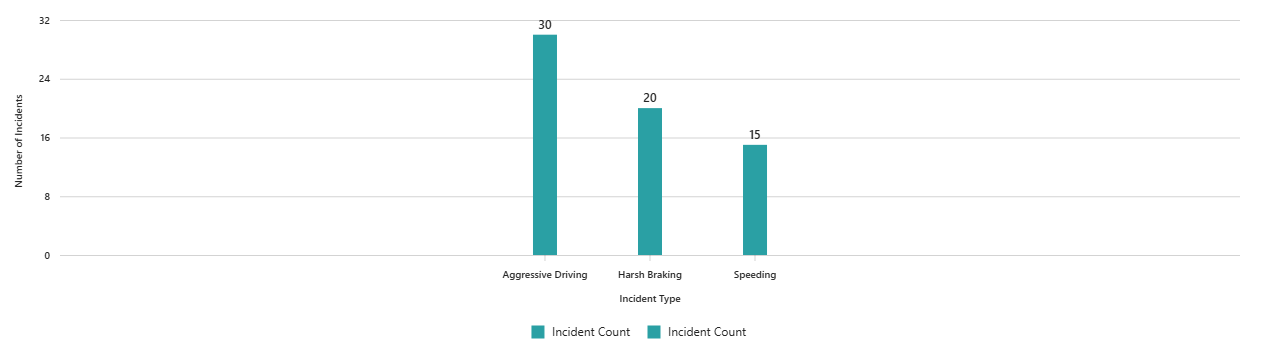 32
30
24
20
16
15
8
0
Number of Incidents
Aggressive Driving Harsh Braking Speeding
Incident Type
Incident Count Incident Count